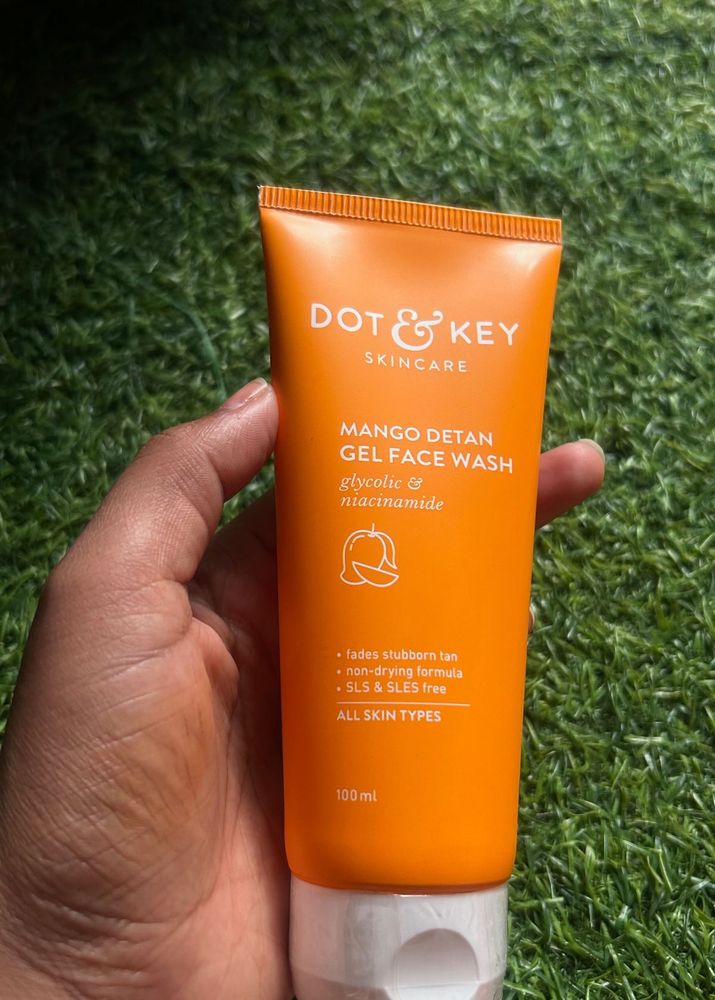 DOT & KEY
SKINCARE
MANGO DETAN
GEL FACE WASH
glycolic &
niacinamide
• fades stubborn tan
• non-drying formula
• SLS & SLES free
ALL SKIN TYPES
100 ml